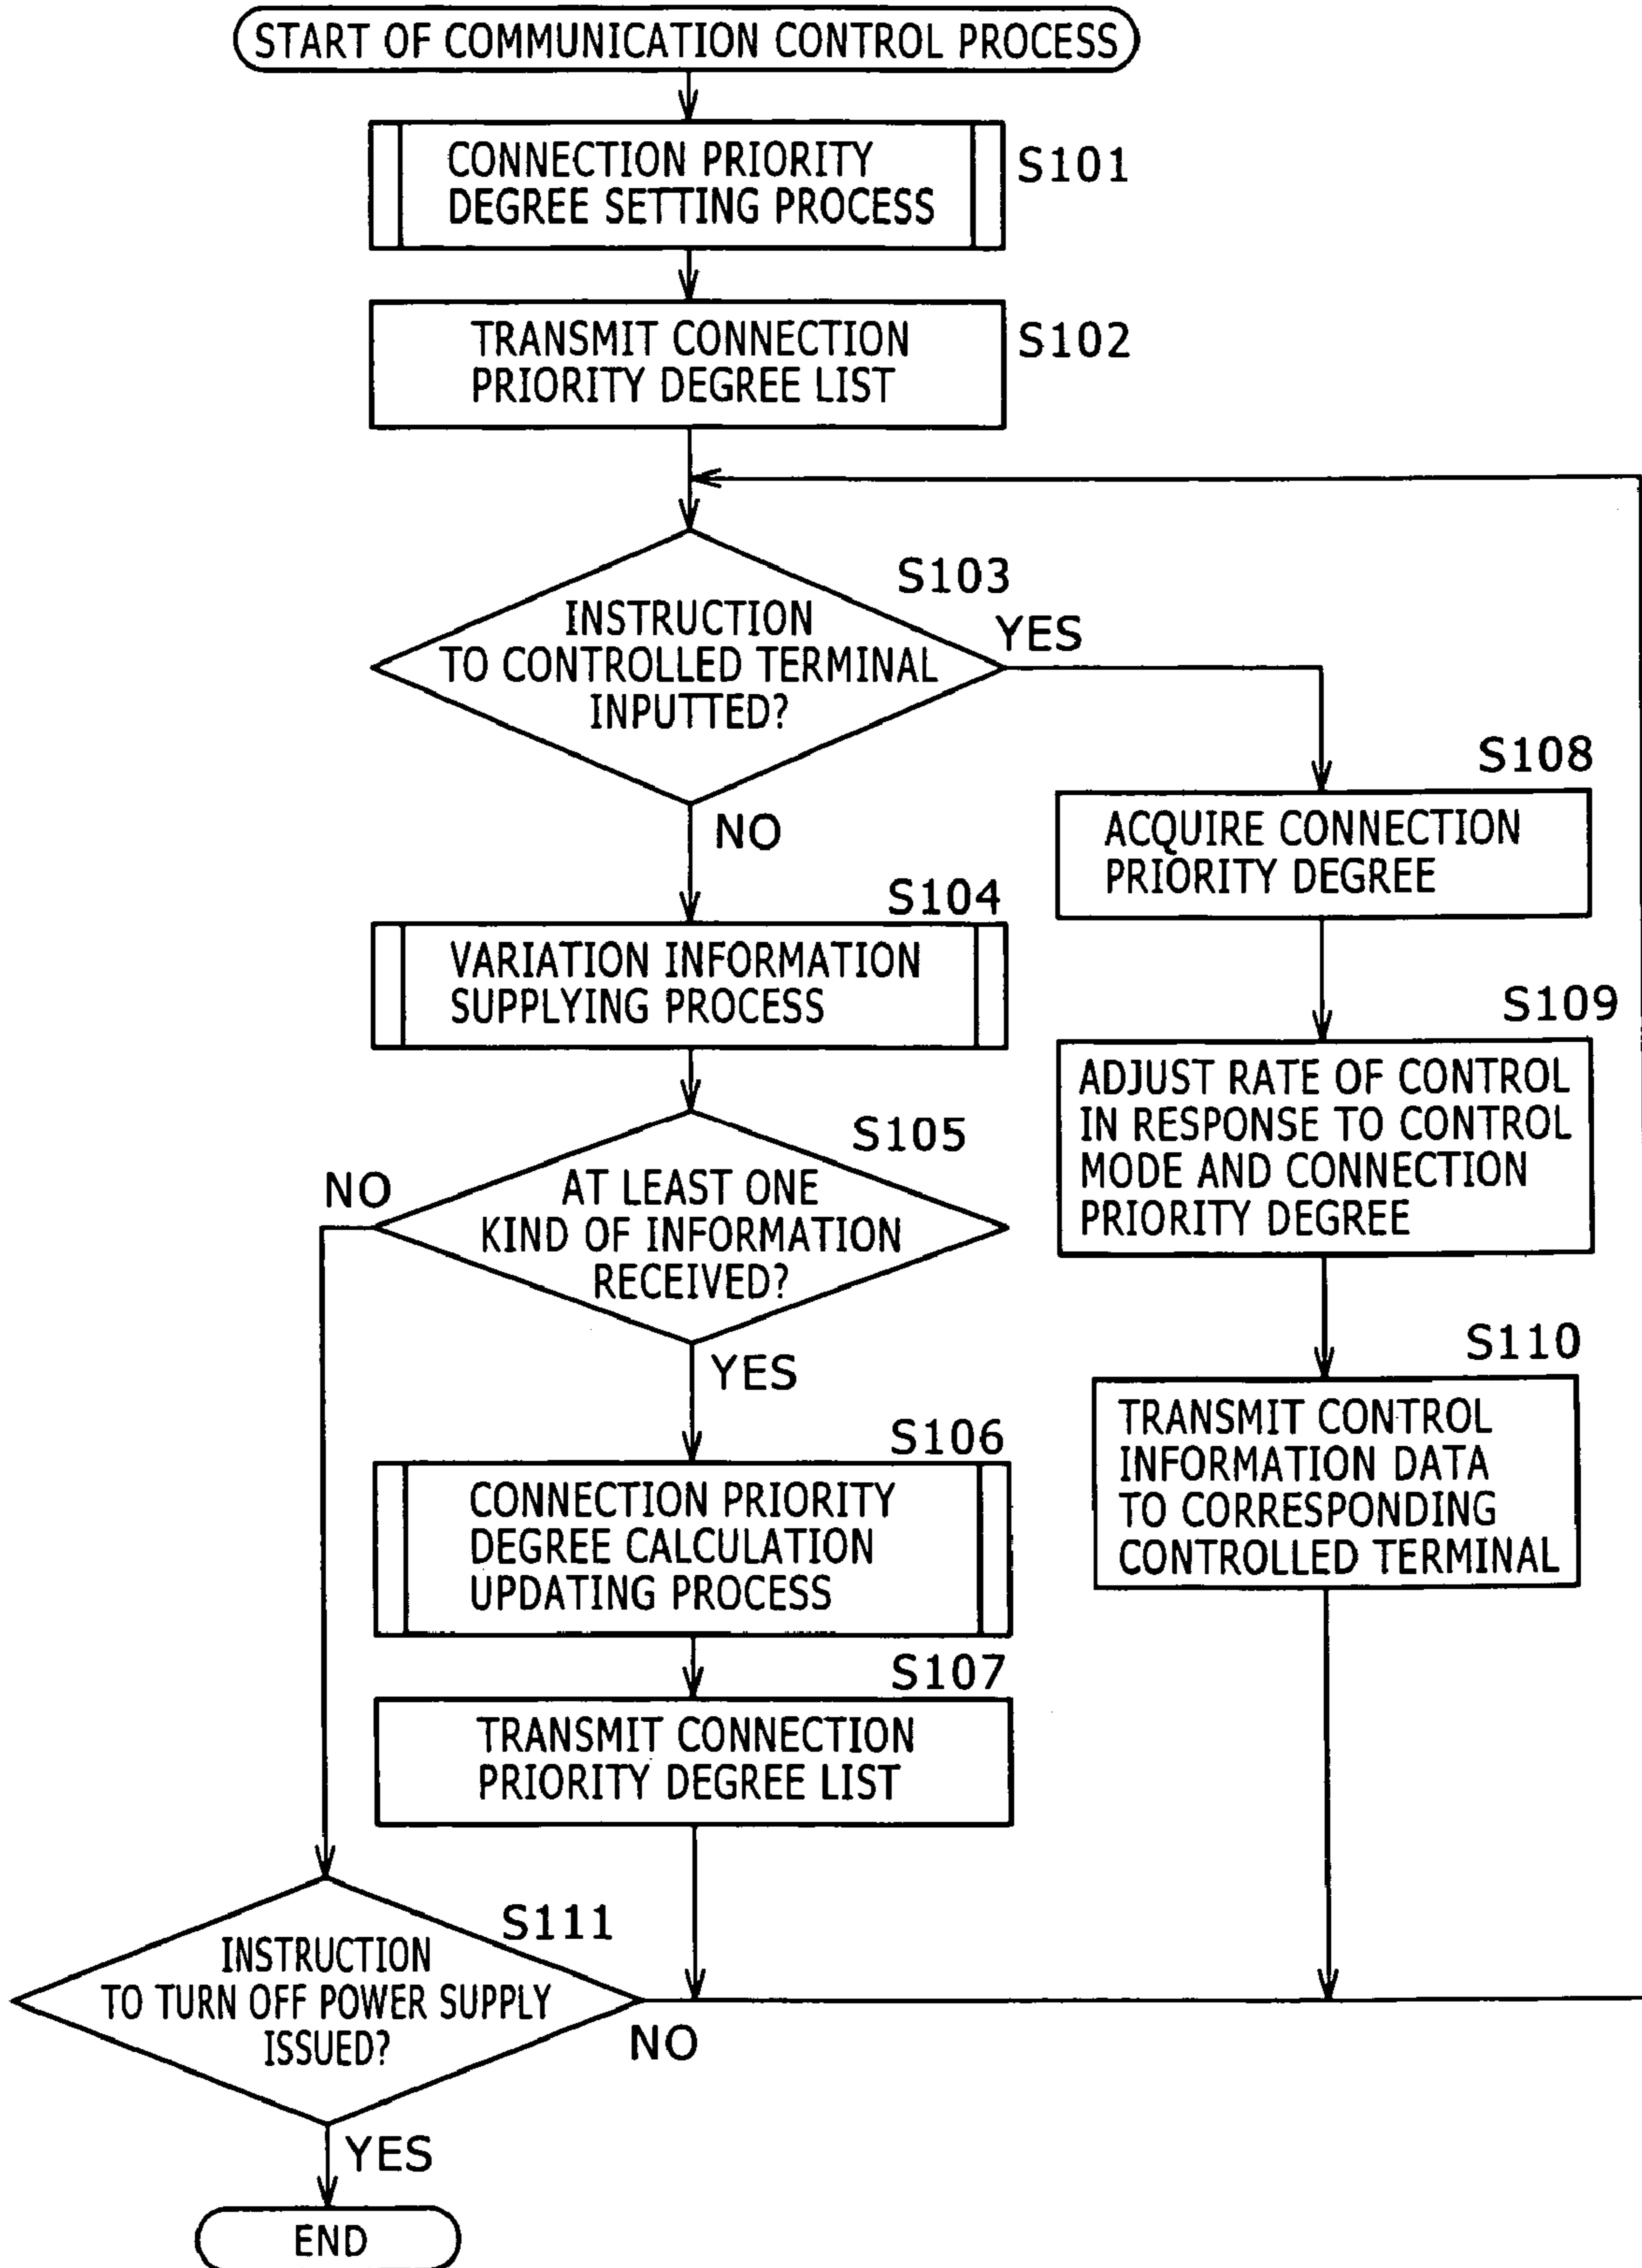 START OF COMMUNICATION CONTROL PROCESS
CONNECTION PRIORITY
DEGREE SETTING PROCESS
S101
TRANSMIT CONNECTION
PRIORITY DEGREE LIST
S102
S103
INSTRUCTION
TO CONTROLLED TERMINAL
INPUTTED?
YES
NO
S108
ACQUIRE CONNECTION
PRIORITY DEGREE
S104
VARIATION INFORMATION
SUPPLYING PROCESS
S109
ADJUST RATE OF CONTROL
IN RESPONSE TO CONTROL
MODE AND CONNECTION
PRIORITY DEGREE
S105
NO
AT LEAST ONE
KIND OF INFORMATION
RECEIVED?
YES
S110
TRANSMIT CONTROL
INFORMATION DATA
TO CORRESPONDING
CONTROLLED TERMINAL
S106
CONNECTION PRIORITY
DEGREE CALCULATION
UPDATING PROCESS
S107
TRANSMIT CONNECTION
PRIORITY DEGREE LIST
S111
INSTRUCTION
TO TURN OFF POWER SUPPLY
ISSUED?
NO
YES
END